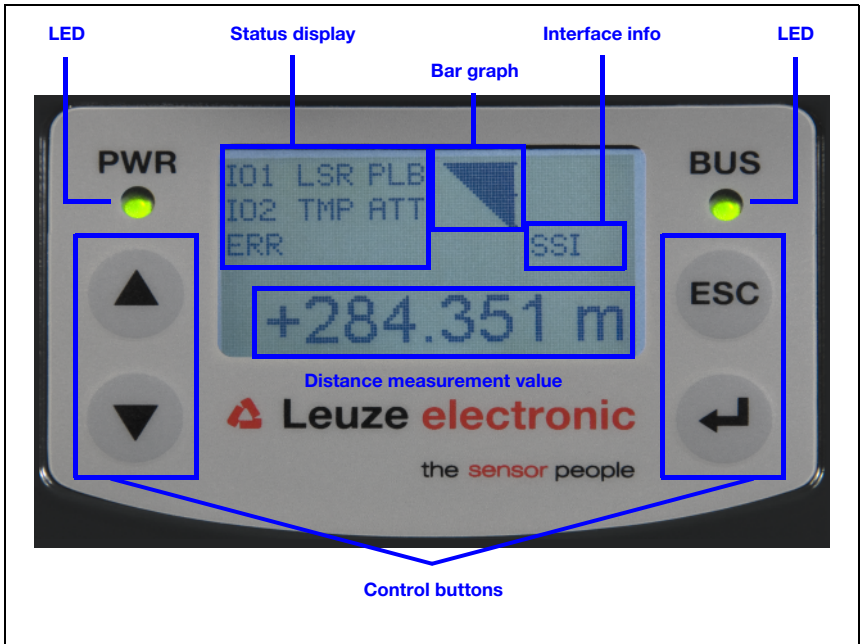 LED
Status display
Interface info
LED
Bar graph
PWR
BUS
IO1 LSR PLB
IO2 TMP ATT
ERR
SSI
ESC
+284.351 m
Distance measurement value
Leuze electronic
the sensor people
Control buttons